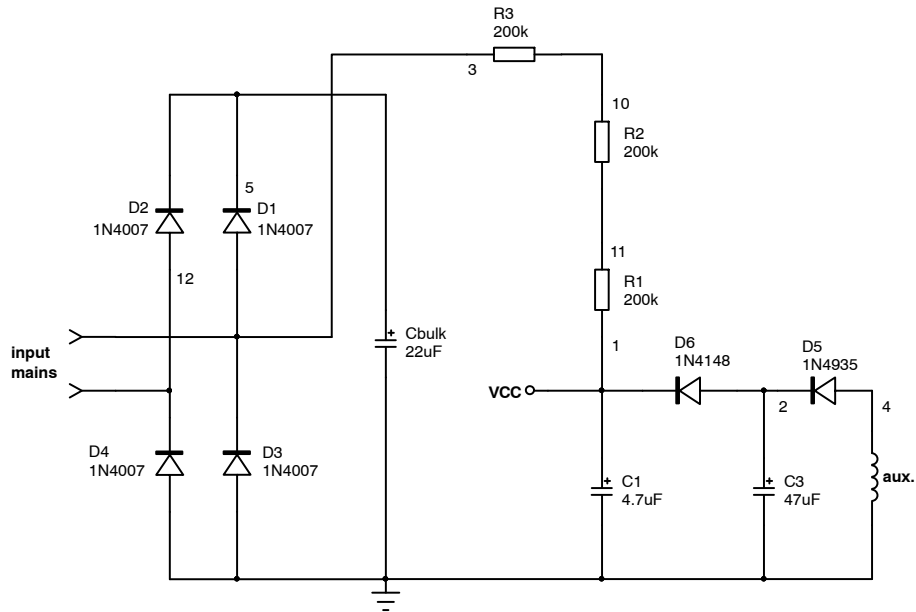 R3
200k
3
10
R2
200k
5
D2
1N4007
D1
1N4007
12
11
R1
200k
input
mains
Cbulk
22uF
+
1
D6
1N4148
D5
1N4935
VCC
2
4
D4
1N4007
D3
1N4007
+
C1
4.7uF
+
C3
47uF
aux.